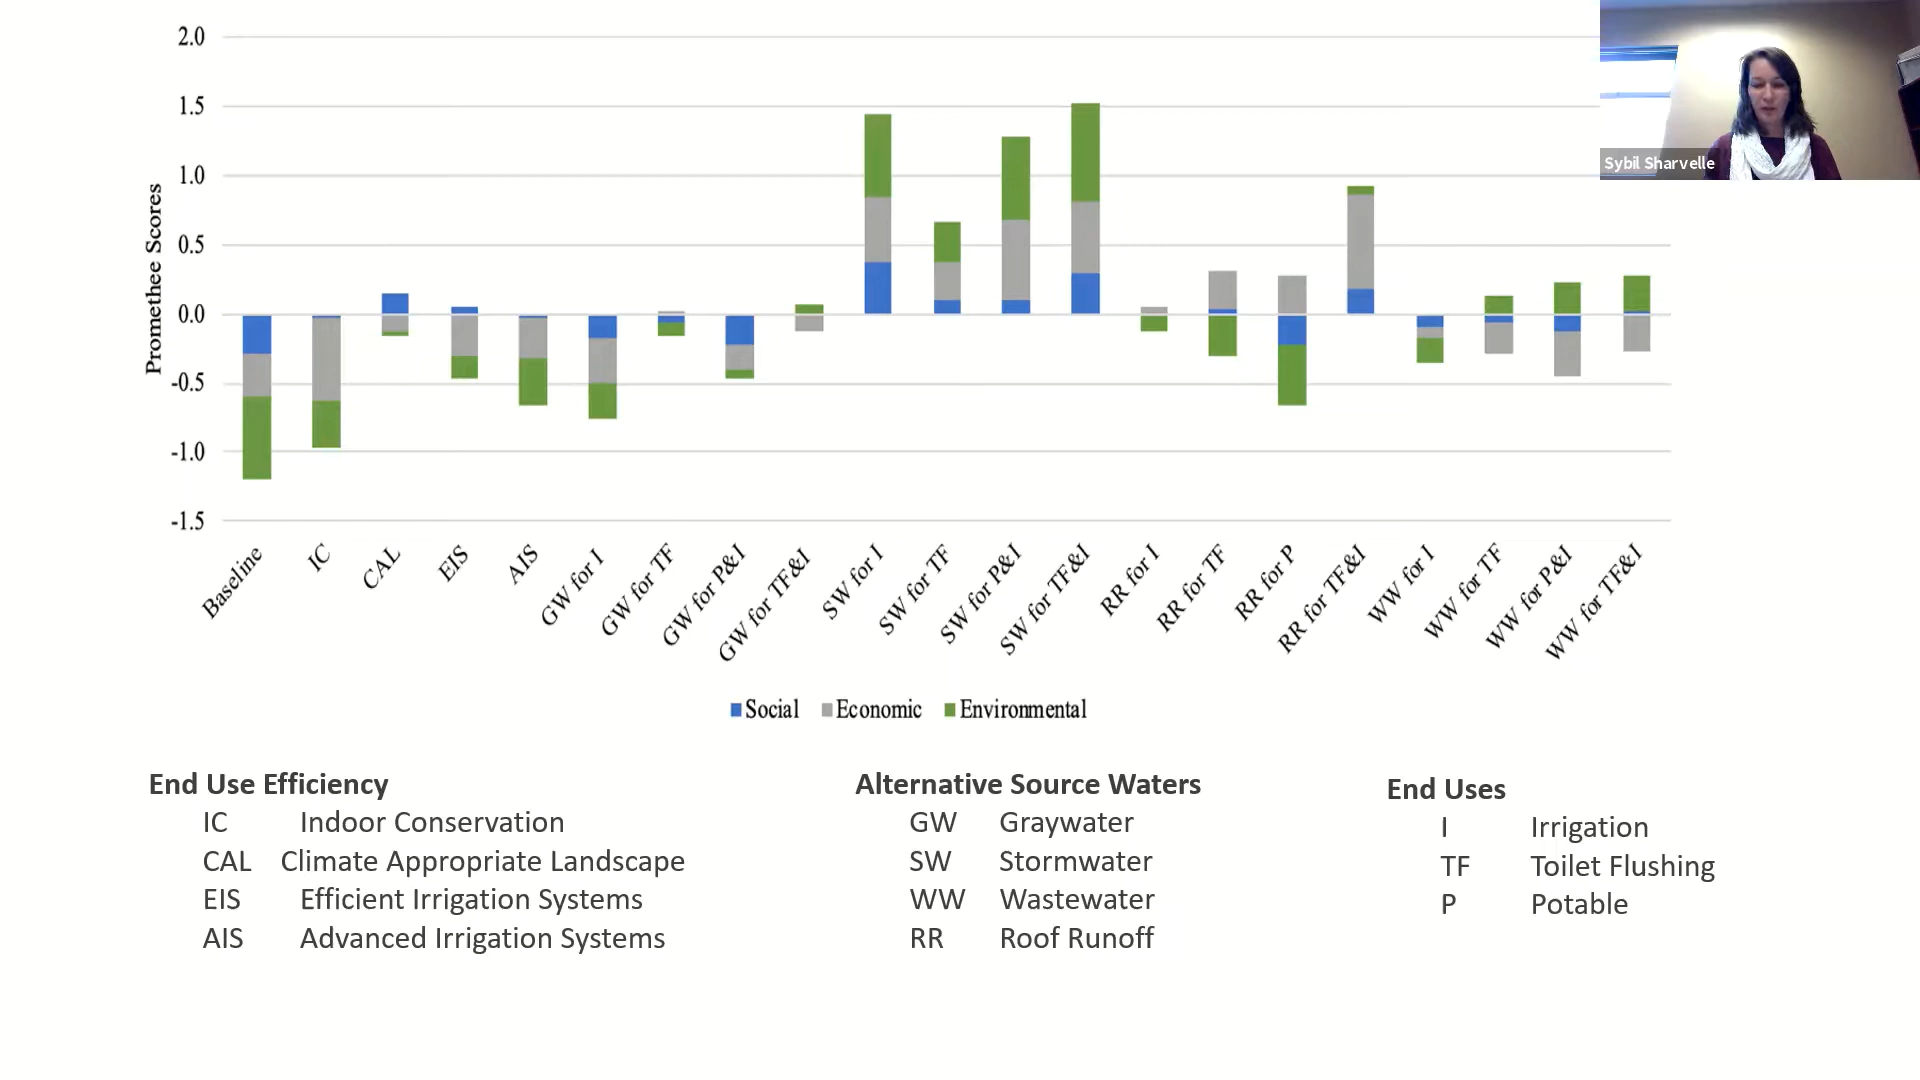 2.0
1.5
1.0
0.5
0.0
-0.5
-1.0
-1.5
Promethee Scores
Baseline
IC
CAL
EIS
AIS
GW for I
GW for TF
GW for P&I
GW for TF&I
SW for I
SW for TF
SW for P&I
SW for TF&I
RR for I
RR for TF
RR for P
RR for TF&I
WW for I
WW for TF
WW for P&I
WW for TF&I
Social Economic Environmental
Sybil Sharvelle
End Use Efficiency
IC Indoor Conservation
CAL Climate Appropriate Landscape
EIS Efficient Irrigation Systems
AIS Advanced Irrigation Systems
Alternative Source Waters
GW Graywater
SW Stormwater
WW Wastewater
RR Roof Runoff
End Uses
I Irrigation
TF Toilet Flushing
P Potable